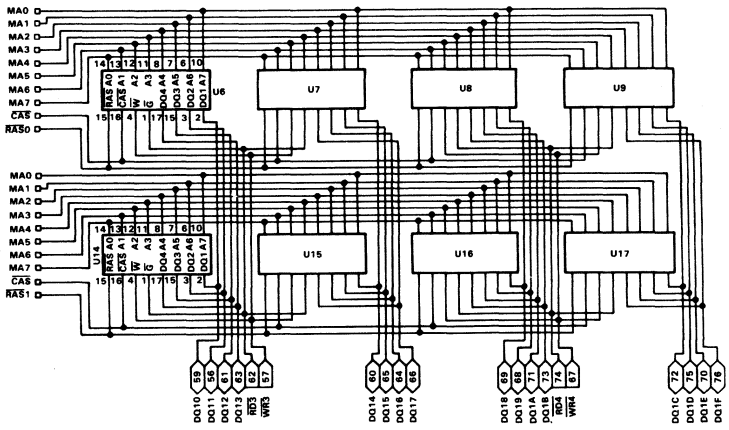 MA0
MA1
MA2
MA3
MA4
MA5
MA6
MA7
CAS
RAS0
14 13 12 11 8 7 6 10
RAS A0
CAS A1
W A2
G A3
DQ4 A4
DQ3 A5
DQ2 A6
DQ1 A7
15 16 4 1 17 15 3 2
U6
U7
U8
U9
MA0
MA1
MA2
MA3
MA4
MA5
MA6
MA7
CAS
RAS1
14 13 12 11 8 7 6 10
U14
RAS A0
CAS A1
W A2
G A3
DQ4 A4
DQ3 A5
DQ2 A6
DQ1 A7
15 16 4 1 17 15 3 2
U15
U16
U17
59 56 61 63 62 57
60 65 64 66
69 68 71 73 74 67
72 75 70 76
DQ10 DQ11 DQ12 DQ13 RD3 WR3
DQ14 DQ15 DQ16 DQ17
DQ18 DQ19 DQ1A DQ1B RD4 WR4
DQ1C DQ1D DQ1E DQ1F